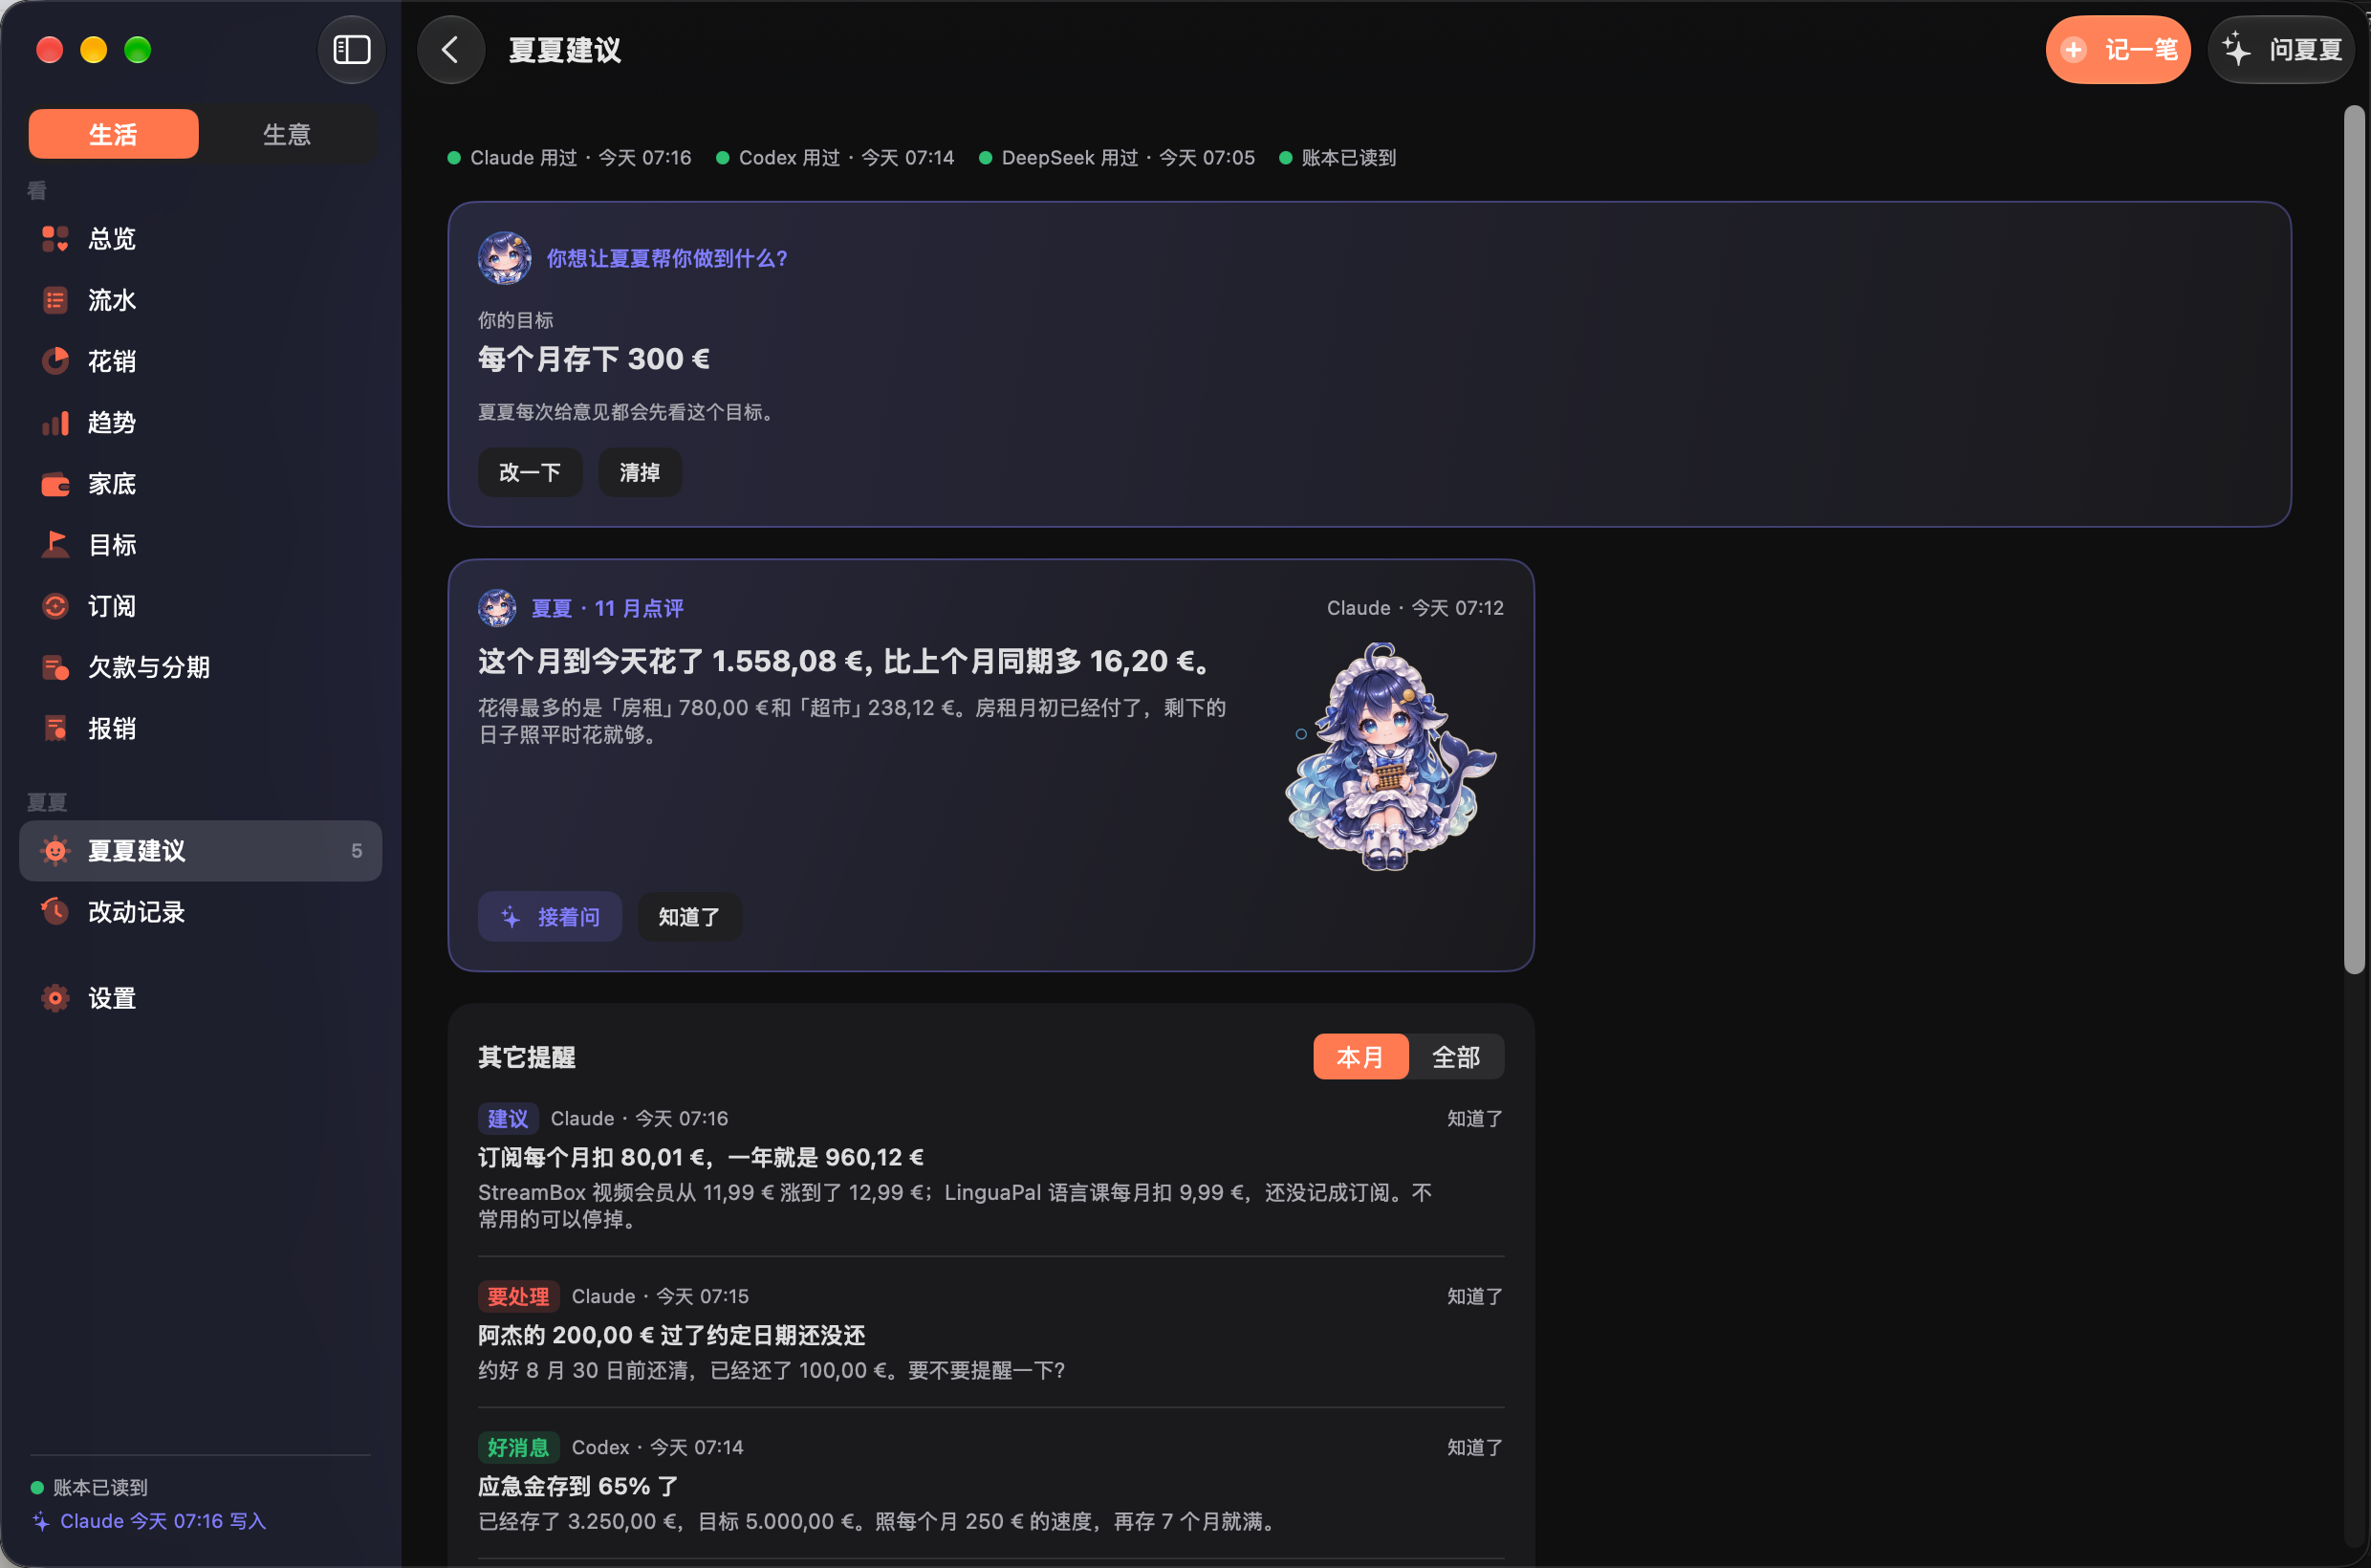 夏夏建议
记一笔
问夏夏
生活
生意
看
总览
流水
花销
趋势
家底
目标
订阅
欠款与分期
报销
夏夏
夏夏建议
5
改动记录
设置
账本已读到
Claude 今天 07:16 写入
Claude 用过 · 今天 07:16
Codex 用过 · 今天 07:14
DeepSeek 用过 · 今天 07:05
账本已读到
你想让夏夏帮你做到什么?
你的目标
每个月存下 300 €
夏夏每次给意见都会先看这个目标。
改一下
清掉
夏夏 · 11 月点评
Claude · 今天 07:12
这个月到今天花了 1.558,08 €, 比上个月同期多 16,20 €。
花得最多的是「房租」780,00 €和「超市」238,12 €。房租月初已经付了，剩下的
日子照平时花就够。
接着问
知道了
其它提醒
本月
全部
建议
Claude · 今天 07:16
知道了
订阅每个月扣 80,01 €，一年就是 960,12 €
StreamBox 视频会员从 11,99 € 涨到了 12,99 €；LinguaPal 语言课每月扣 9,99 €，还没记成订阅。不
常用的可以停掉。
要处理
Claude · 今天 07:15
知道了
阿杰的 200,00 € 过了约定日期还没还
约好 8 月 30 日前还清，已经还了 100,00 €。要不要提醒一下?
好消息
Codex · 今天 07:14
知道了
应急金存到 65% 了
已经存了 3.250,00 €，目标 5.000,00 €。照每个月 250 € 的速度，再存 7 个月就满。